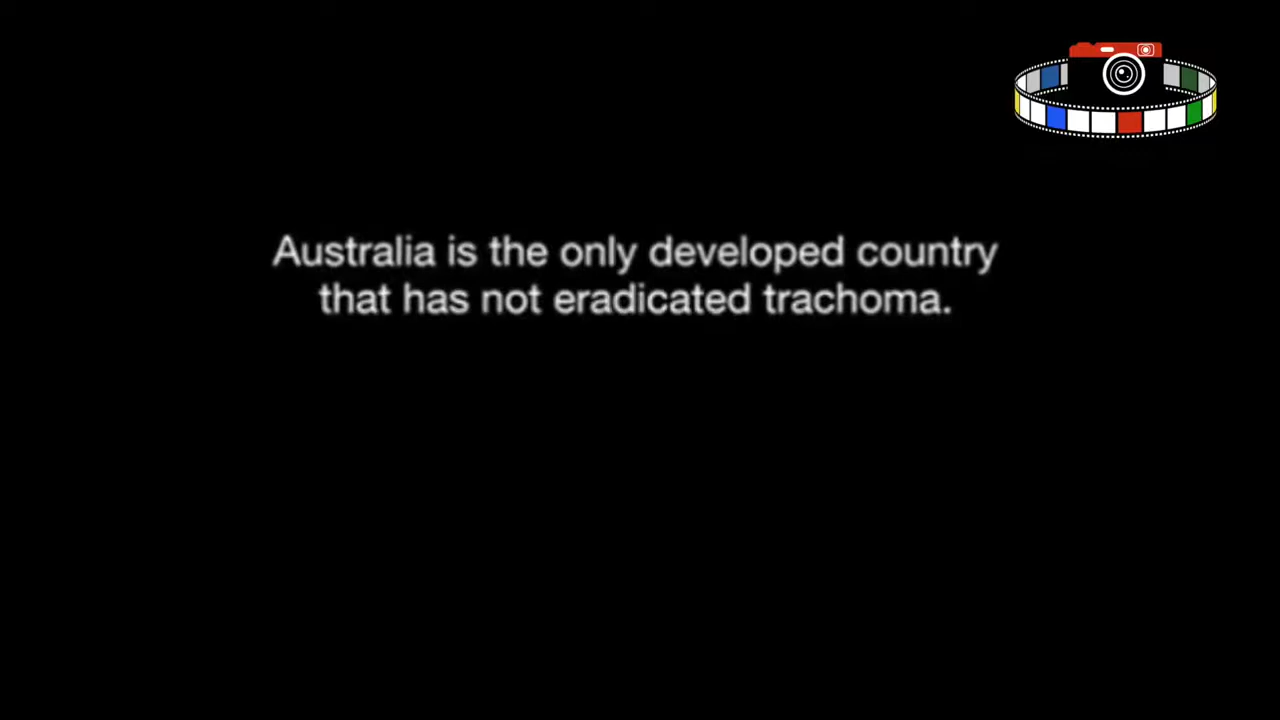 Australia is the only developed country
that has not eradicated trachoma.